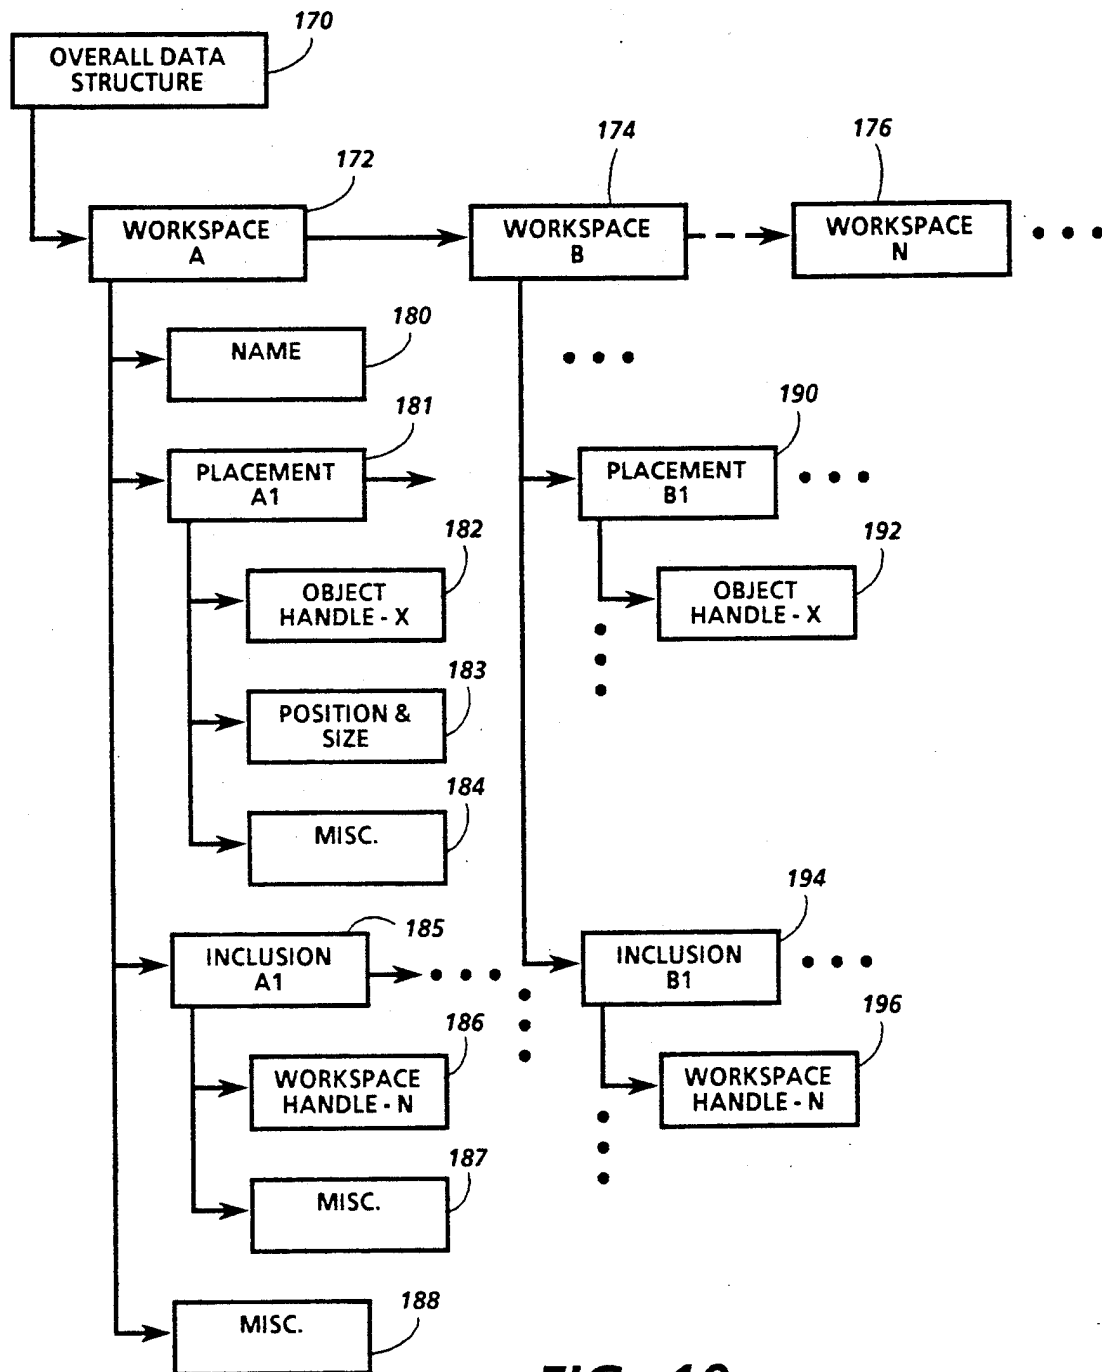 170
OVERALL DATA
STRUCTURE
172
174
176
WORKSPACE
A
WORKSPACE
B
WORKSPACE
N
180
NAME
181
PLACEMENT
A1
190
PLACEMENT
B1
182
OBJECT
HANDLE - X
192
OBJECT
HANDLE - X
183
POSITION &
SIZE
184
MISC.
185
INCLUSION
A1
194
INCLUSION
B1
186
WORKSPACE
HANDLE - N
196
WORKSPACE
HANDLE - N
187
MISC.
188
MISC.